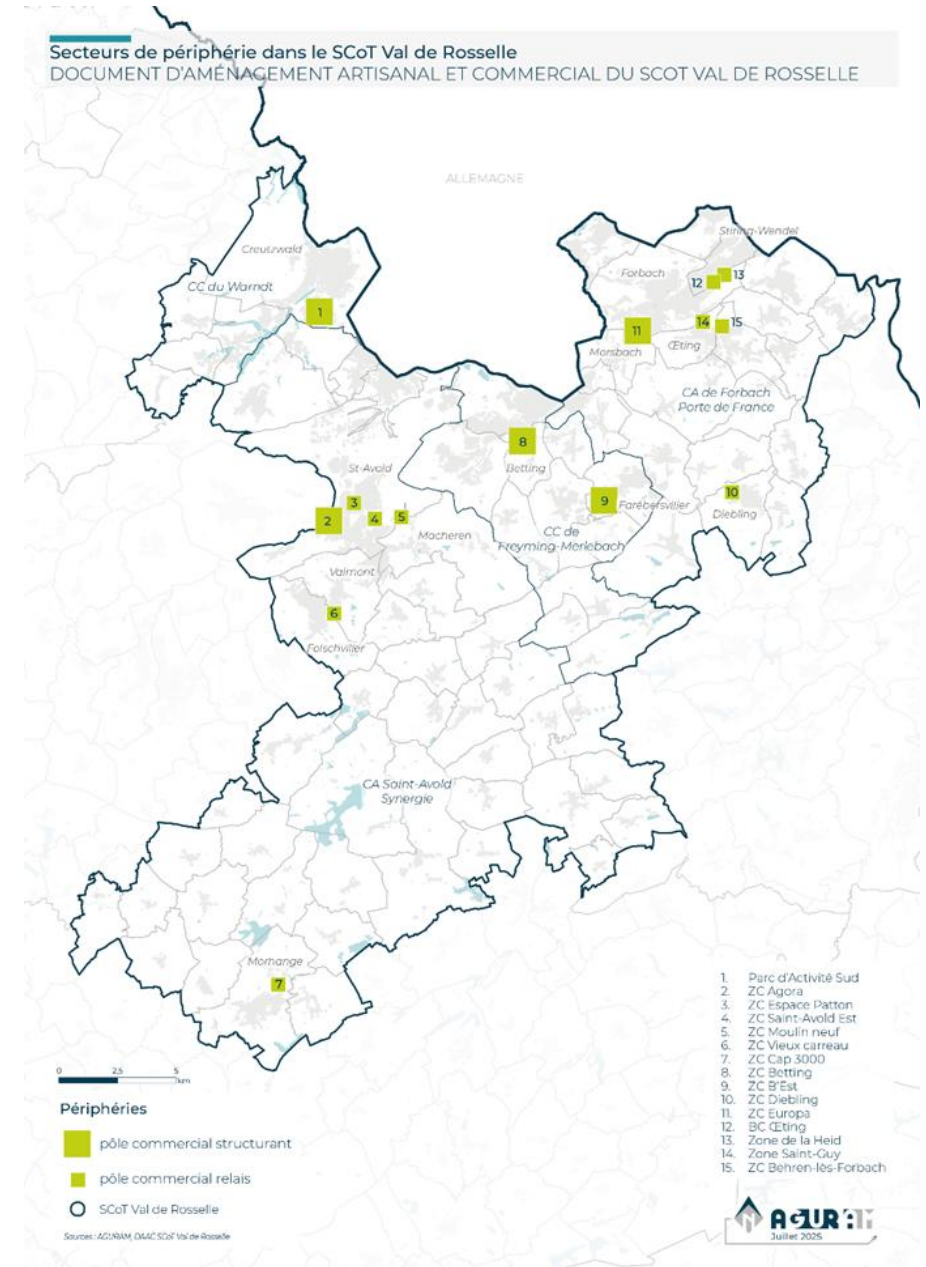 Secteurs de périphérie dans le SCoT Val de Rosselle
DOCUMENT D'AMÉNAGEMENT ARTISANAL ET COMMERCIAL DU SCOT VAL DE ROSSELLE
ALLEMAGNE
Stiring-Wendel
Creutzwald
Forbach
12
13
CC du Warndt
1
14
15
11
Œting
Morsbach
CA de Forbach
Porte de France
8
Betting
St-Avold
9
Farébersviller
10
Diebling
3
2
4
5
Macheren
CC de
Freyming-Merlebach
Valmont
6
Folschviller
CA Saint-Avold
Synergie
Morhange
7
1. Parc d'Activité Sud
2. ZC Agora
3. ZC Espace Patton
4. ZC Saint-Avold Est
5. ZC Moulin neuf
6. ZC Vieux carreau
7. ZC Cap 3000
8. ZC Betting
9. ZC B'Est
10. ZC Diebling
11. ZC Europa
12. BC Œting
13. Zone de la Heid
14. Zone Saint-Guy
15. ZC Behren-lès-Forbach
0 2,5 5
km
Périphéries
pôle commercial structurant
pôle commercial relais
SCoT Val de Rosselle
Sources : AGURAM, DAAC SCoT Val de Rosselle
N
AGURAM
Juillet 2025